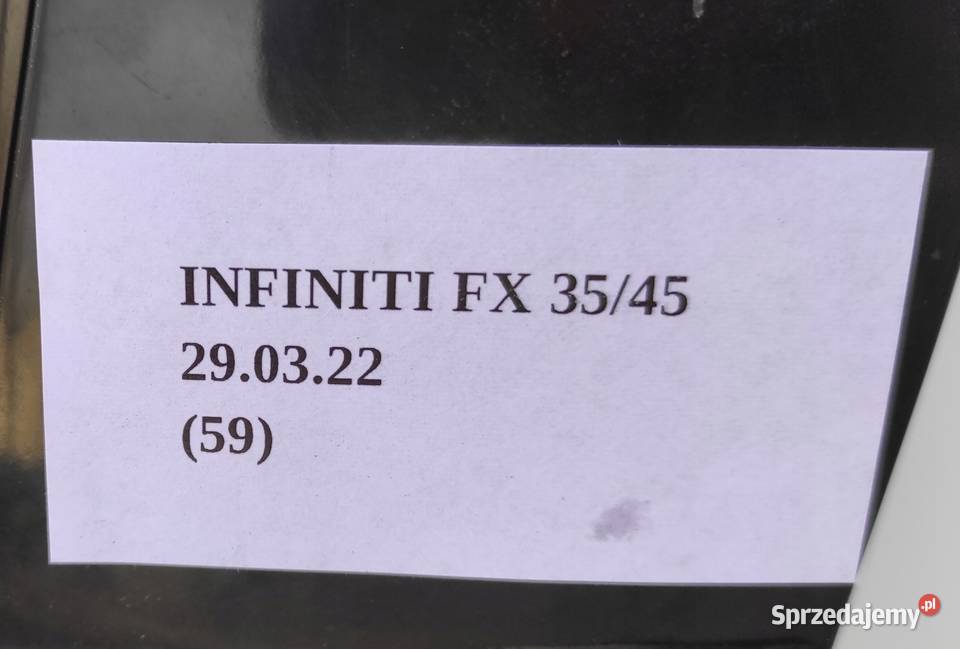 INFINITI FX 35/45
29.03.22
(59)
Sprzedajemy.pl